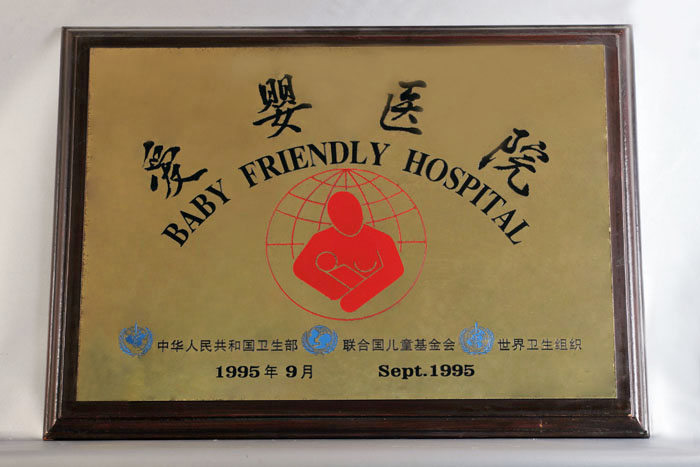 爱婴医院
BABY FRIENDLY HOSPITAL
中华人民共和国卫生部 联合国儿童基金会 世界卫生组织
1995年9月 Sept.1995